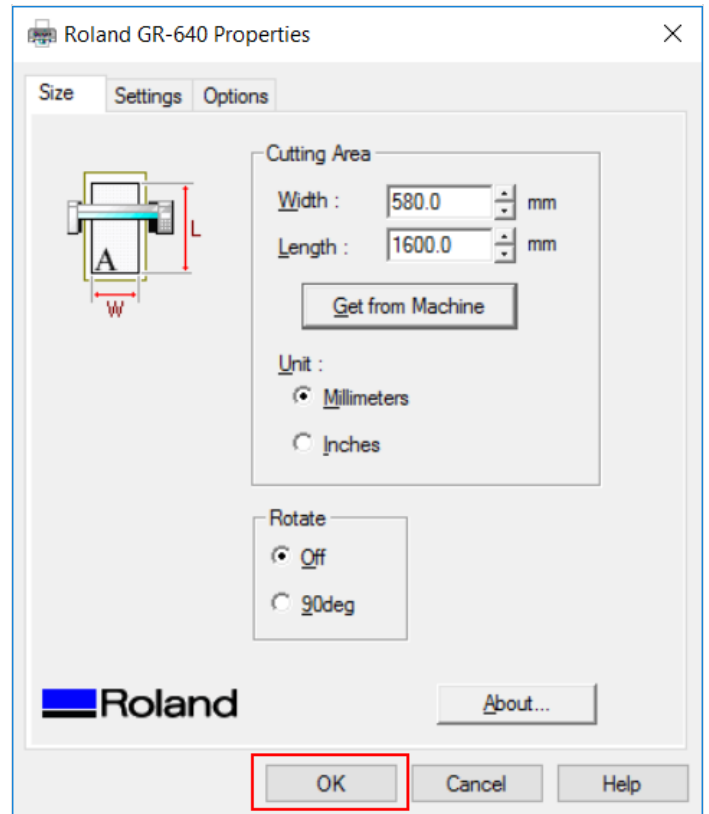 Roland GR-640 Properties
Size Settings Options
Cutting Area
Width : 580.0 mm
Length : 1600.0 mm
L
A
W
Get from Machine
Unit :
Millimeters
Inches
Rotate
Off
90deg
Roland
About...
OK Cancel Help